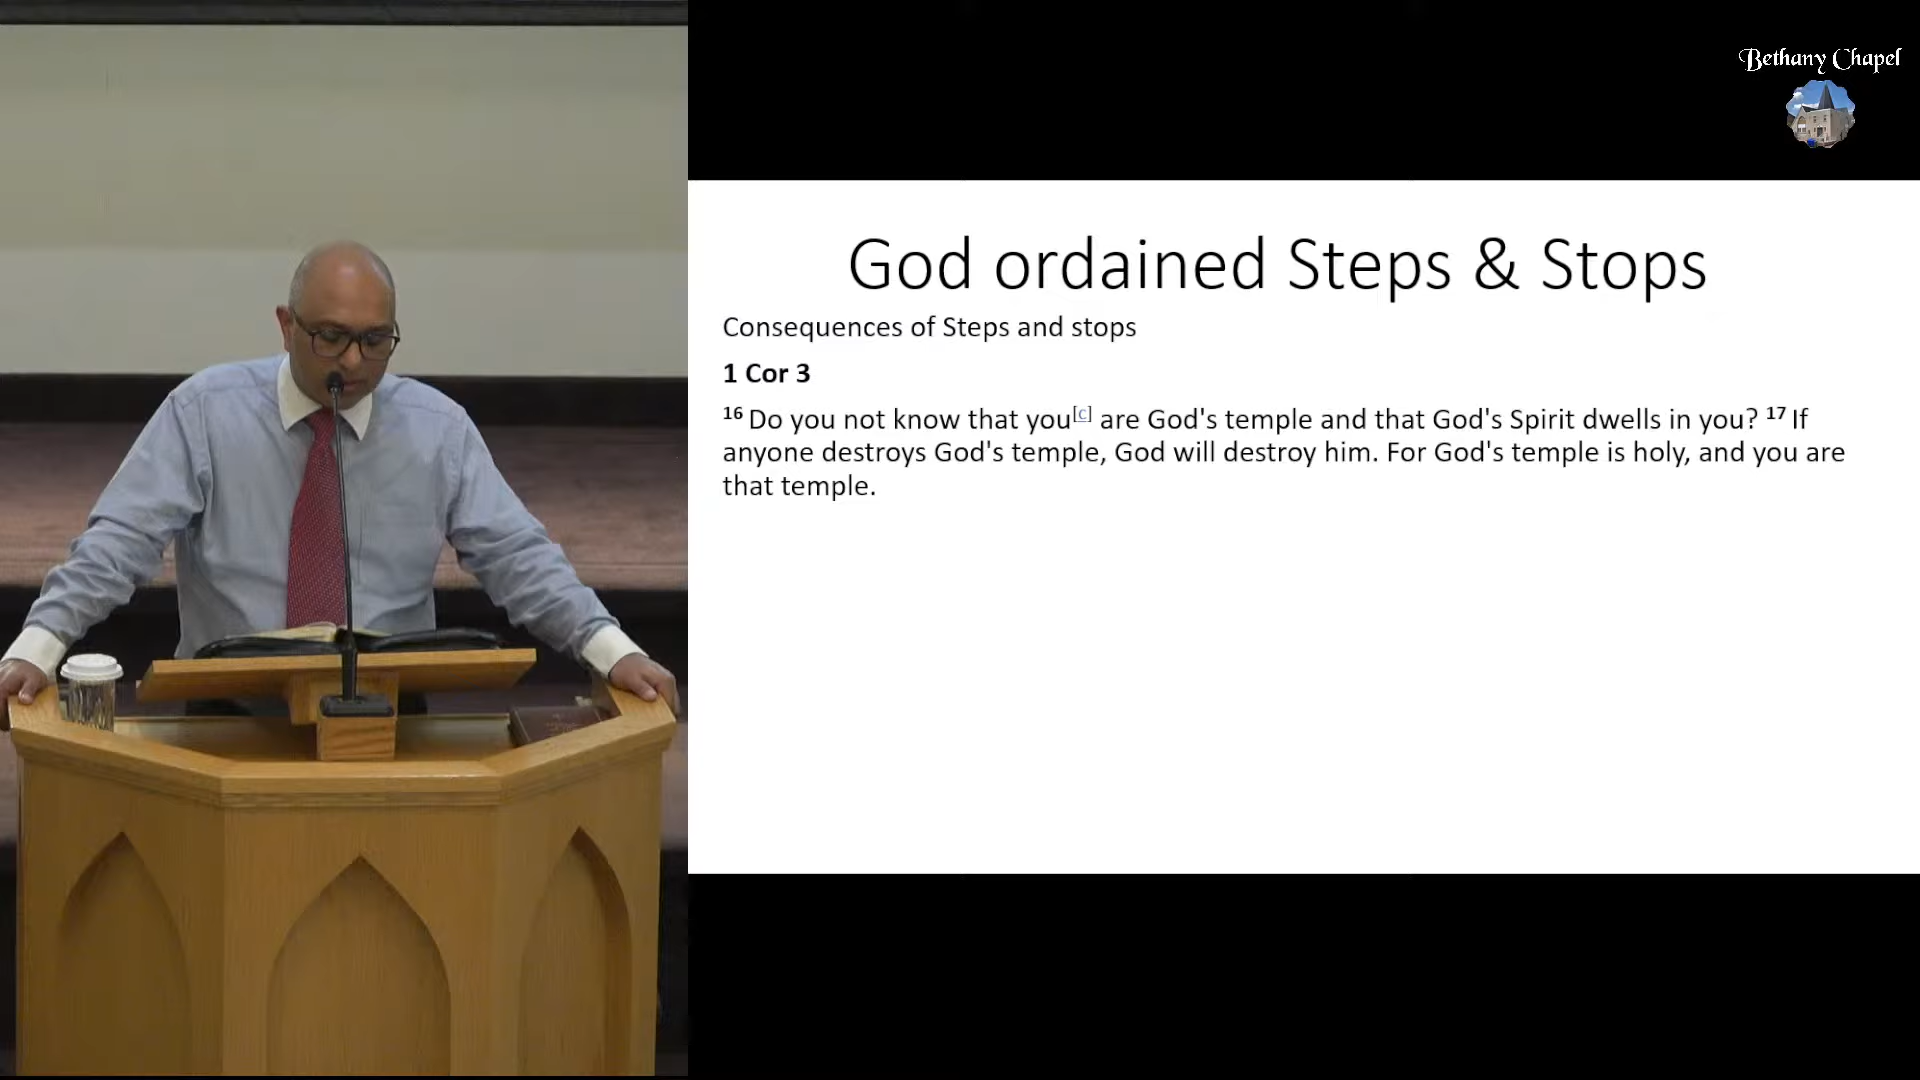 Bethany Chapel
God ordained Steps & Stops
Consequences of Steps and stops
1 Cor 3
16 Do you not know that you[c] are God's temple and that God's Spirit dwells in you? 17 If
anyone destroys God's temple, God will destroy him. For God's temple is holy, and you are
that temple.